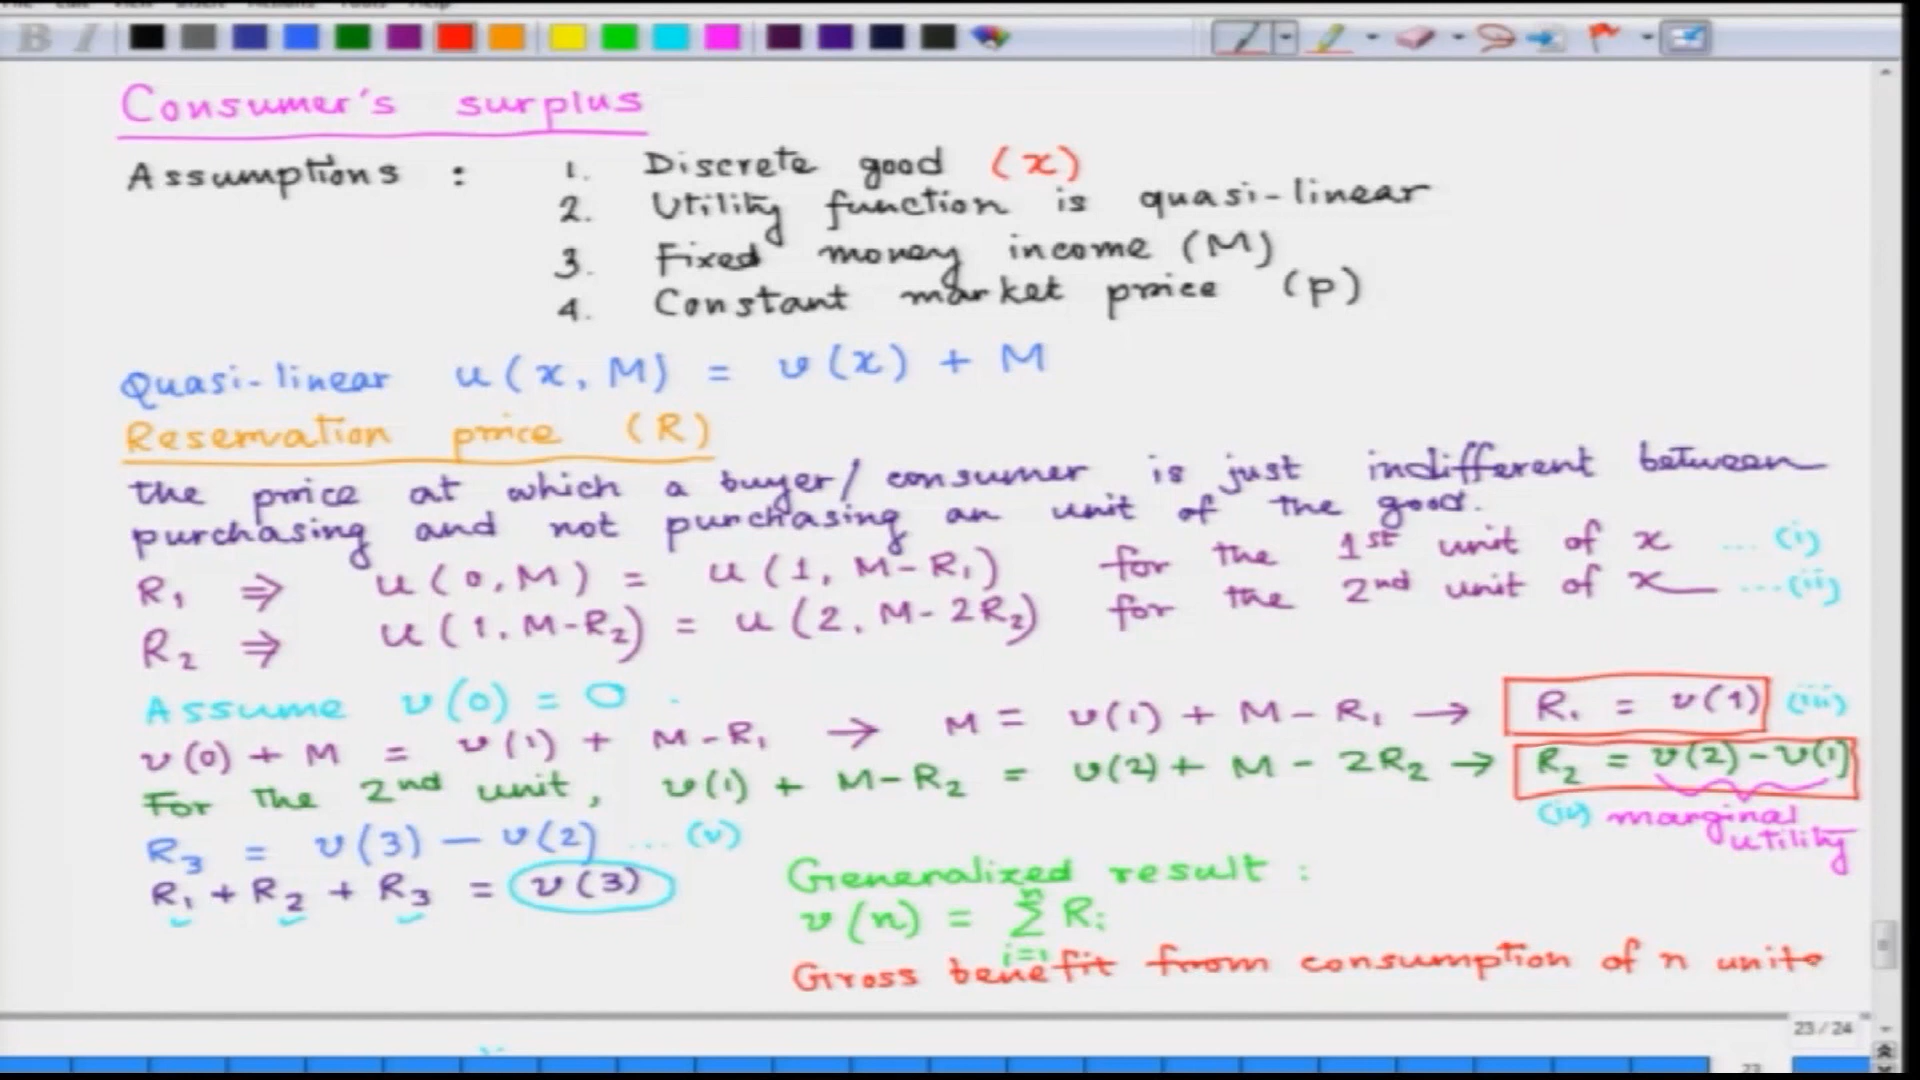 B I
Consumer's surplus
Assumptions : 1. Discrete good (x)
2. Utility function is quasi-linear
3. Fixed money income (M)
4. Constant market price (p)
Quasi-linear u(x, M) = v(x) + M
Reservation price (R)
the price at which a buyer/consumer is just indifferent between
purchasing and not purchasing an unit of the good.
R₁ ⇒ u(0, M) = u(1, M-R₁) for the 1st unit of x ... (i)
R₂ ⇒ u(1, M-R₂) = u(2, M-2R₂) for the 2nd unit of x ... (ii)
Assume v(0) = 0.
v(0) + M = v(1) + M-R₁ → M = v(1) + M-R₁ → R₁ = v(1) (iii)
For the 2nd unit, v(1) + M-R₂ = v(2) + M - 2R₂ → R₂ = v(2)-v(1)
(iv) marginal
utility
R₃ = v(3) - v(2) ... (v)
R₁ + R₂ + R₃ = v(3)
Generalized result :
v(n) = Σ R_i
n
i=1
Gross benefit from consumption of n units
23 / 24
23